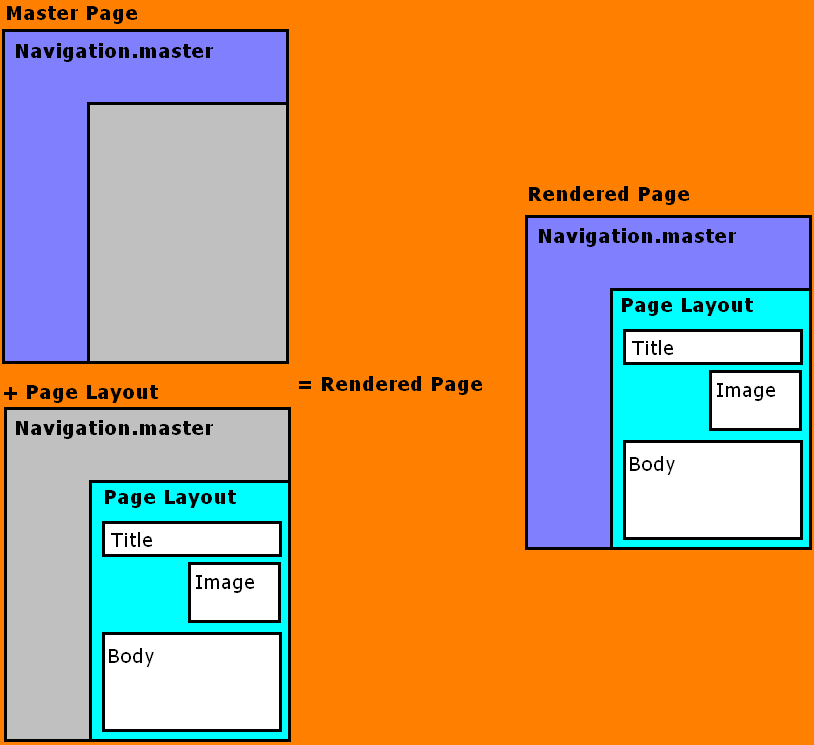 Master Page
Navigation.master
+ Page Layout
Navigation.master
Page Layout
Title
Image
Body
= Rendered Page
Rendered Page
Navigation.master
Page Layout
Title
Image
Body